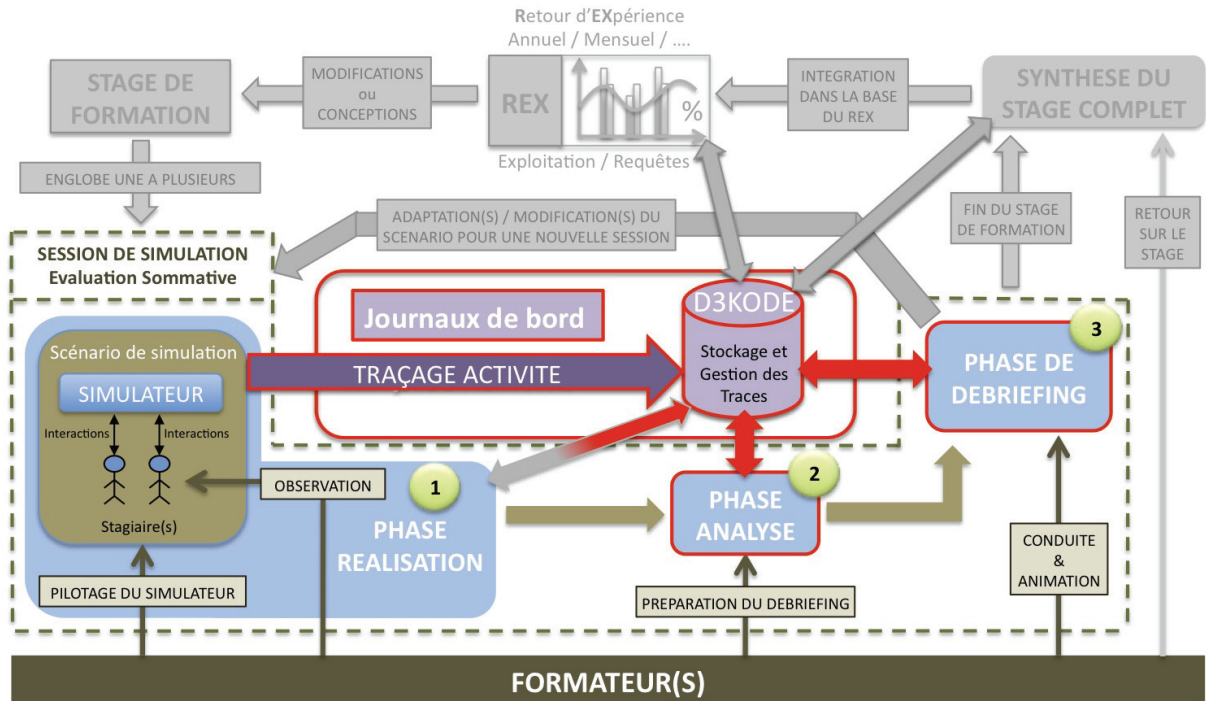 Retour d'EXpérience
Annuel / Mensuel / ....
STAGE DE
FORMATION
MODIFICATIONS
ou
CONCEPTIONS
REX
%
Exploitation / Requêtes
INTEGRATION
DANS LA BASE
DU REX
SYNTHESE DU
STAGE COMPLET
ENGLOBE UNE A PLUSIEURS
ADAPTATION(S) / MODIFICATION(S) DU
SCENARIO POUR UNE NOUVELLE SESSION
FIN DU STAGE
DE FORMATION
RETOUR
SUR LE
STAGE
SESSION DE SIMULATION
Evaluation Sommative
Journaux de bord
D3KODE
Stockage et
Gestion des
Traces
TRAÇAGE ACTIVITE
Scénario de simulation
SIMULATEUR
Interactions
Interactions
Stagiaire(s)
OBSERVATION
1
PHASE
REALISATION
2
PHASE
ANALYSE
3
PHASE DE
DEBRIEFING
PILOTAGE DU SIMULATEUR
PREPARATION DU DEBRIEFING
CONDUITE
&
ANIMATION
FORMATEUR(S)